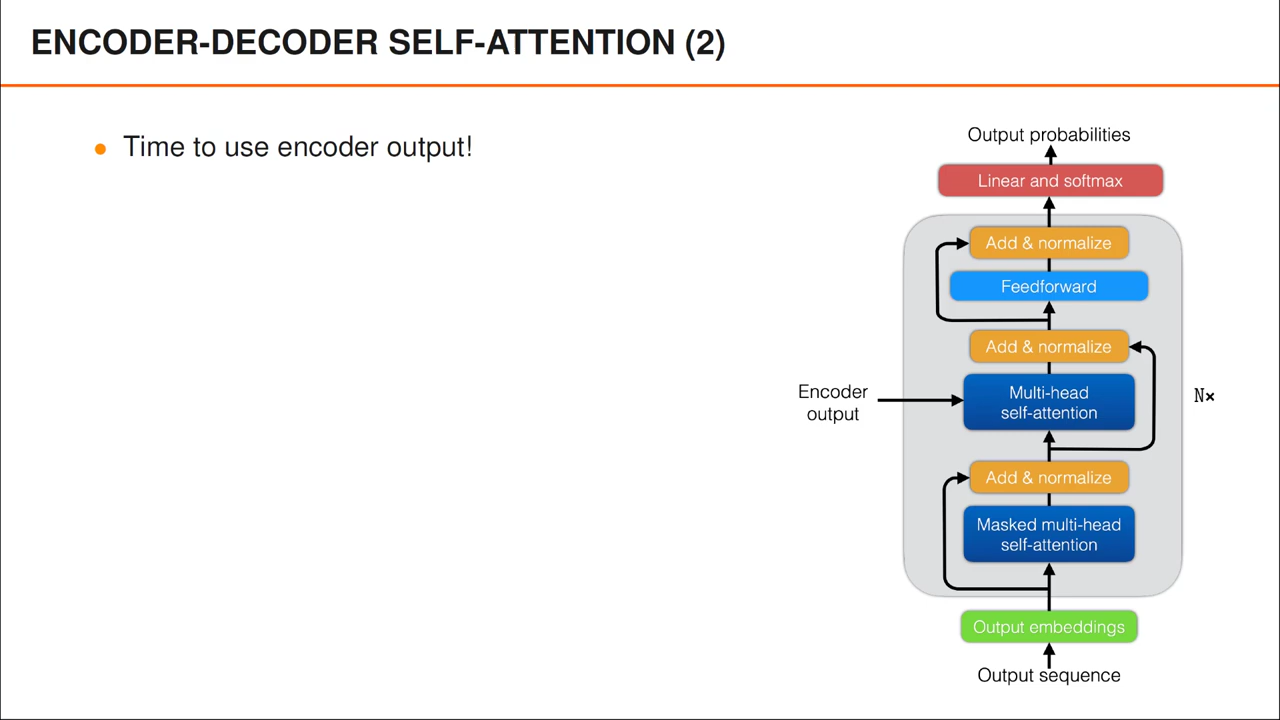 ENCODER-DECODER SELF-ATTENTION (2)
● Time to use encoder output!
Output probabilities
Linear and softmax
Add & normalize
Feedforward
Add & normalize
Encoder
output
Multi-head
self-attention
N×
Add & normalize
Masked multi-head
self-attention
Output embeddings
Output sequence